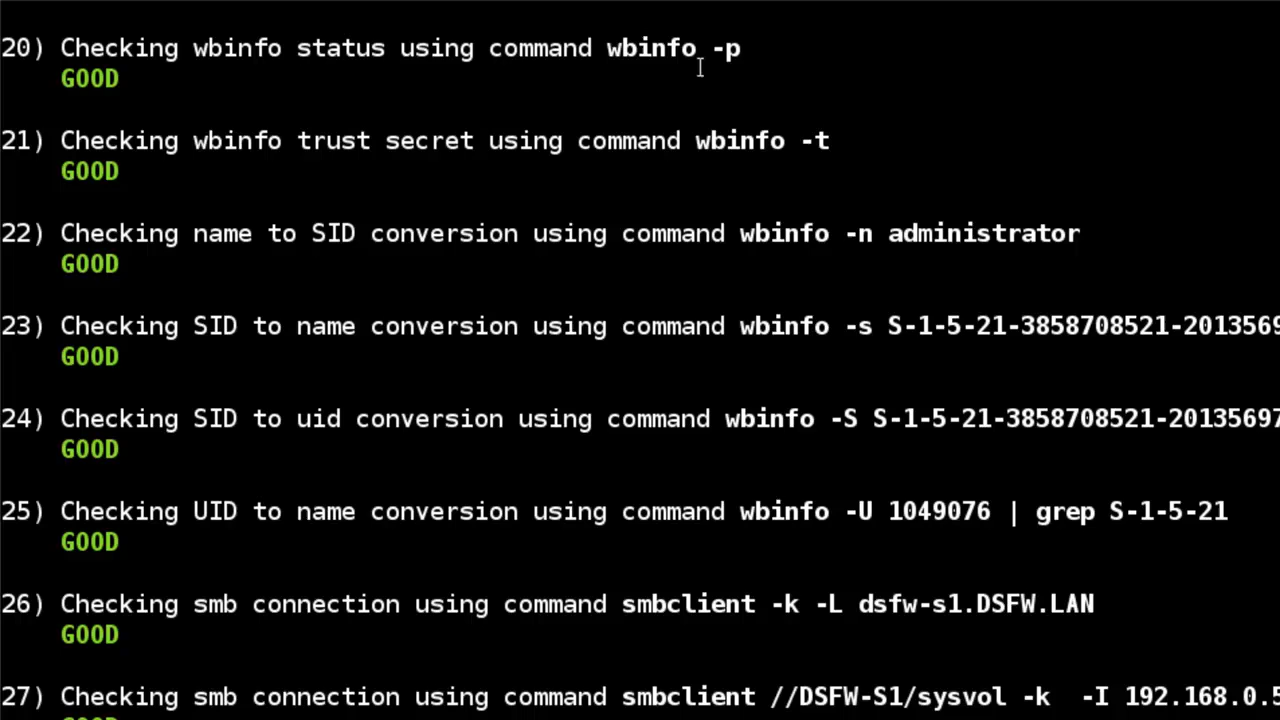 20) Checking wbinfo status using command wbinfo -p
GOOD
21) Checking wbinfo trust secret using command wbinfo -t
GOOD
22) Checking name to SID conversion using command wbinfo -n administrator
GOOD
23) Checking SID to name conversion using command wbinfo -s S-1-5-21-3858708521-2013569
GOOD
24) Checking SID to uid conversion using command wbinfo -S S-1-5-21-3858708521-20135697
GOOD
25) Checking UID to name conversion using command wbinfo -U 1049076 | grep S-1-5-21
GOOD
26) Checking smb connection using command smbclient -k -L dsfw-s1.DSFW.LAN
GOOD
27) Checking smb connection using command smbclient //DSFW-S1/sysvol -k  -I 192.168.0.5